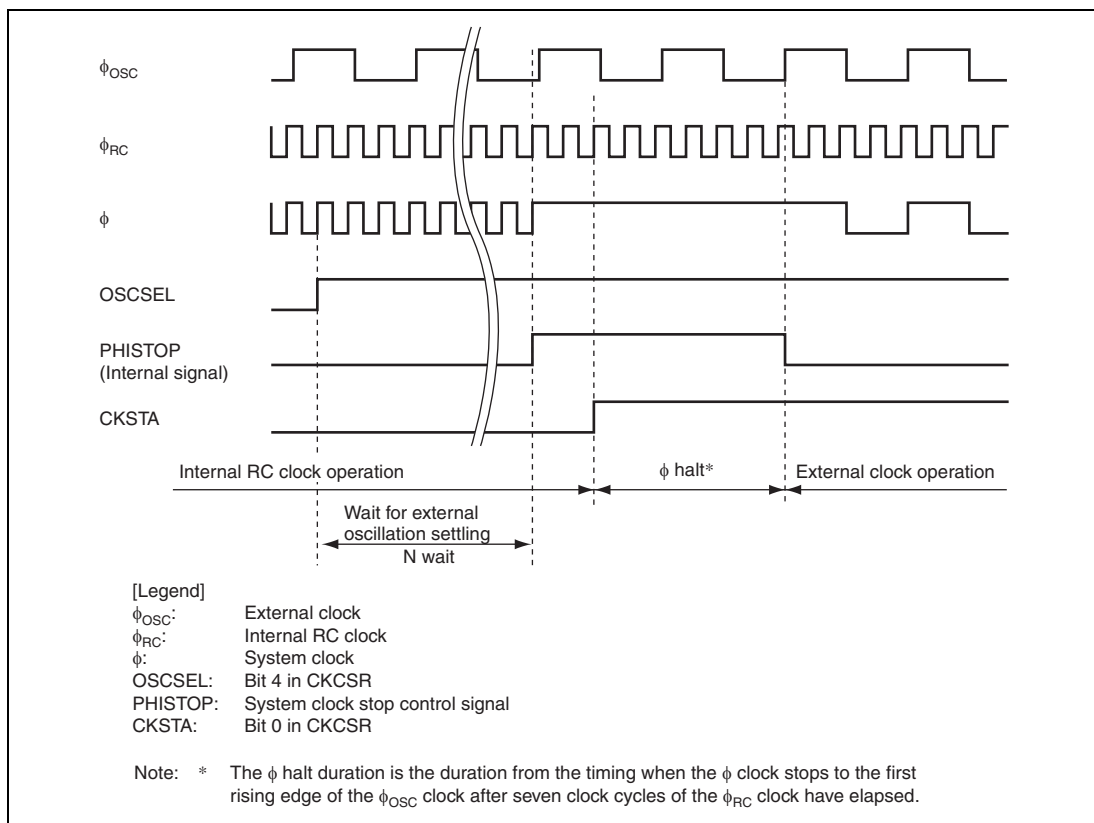 φOSC
φRC
φ
OSCSEL
PHISTOP
(Internal signal)
CKSTA
Internal RC clock operation
φ halt*
External clock operation
Wait for external
oscillation settling
N wait
[Legend]
φOSC: External clock
φRC: Internal RC clock
φ: System clock
OSCSEL: Bit 4 in CKCSR
PHISTOP: System clock stop control signal
CKSTA: Bit 0 in CKCSR
Note: * The φ halt duration is the duration from the timing when the φ clock stops to the first
rising edge of the φOSC clock after seven clock cycles of the φRC clock have elapsed.